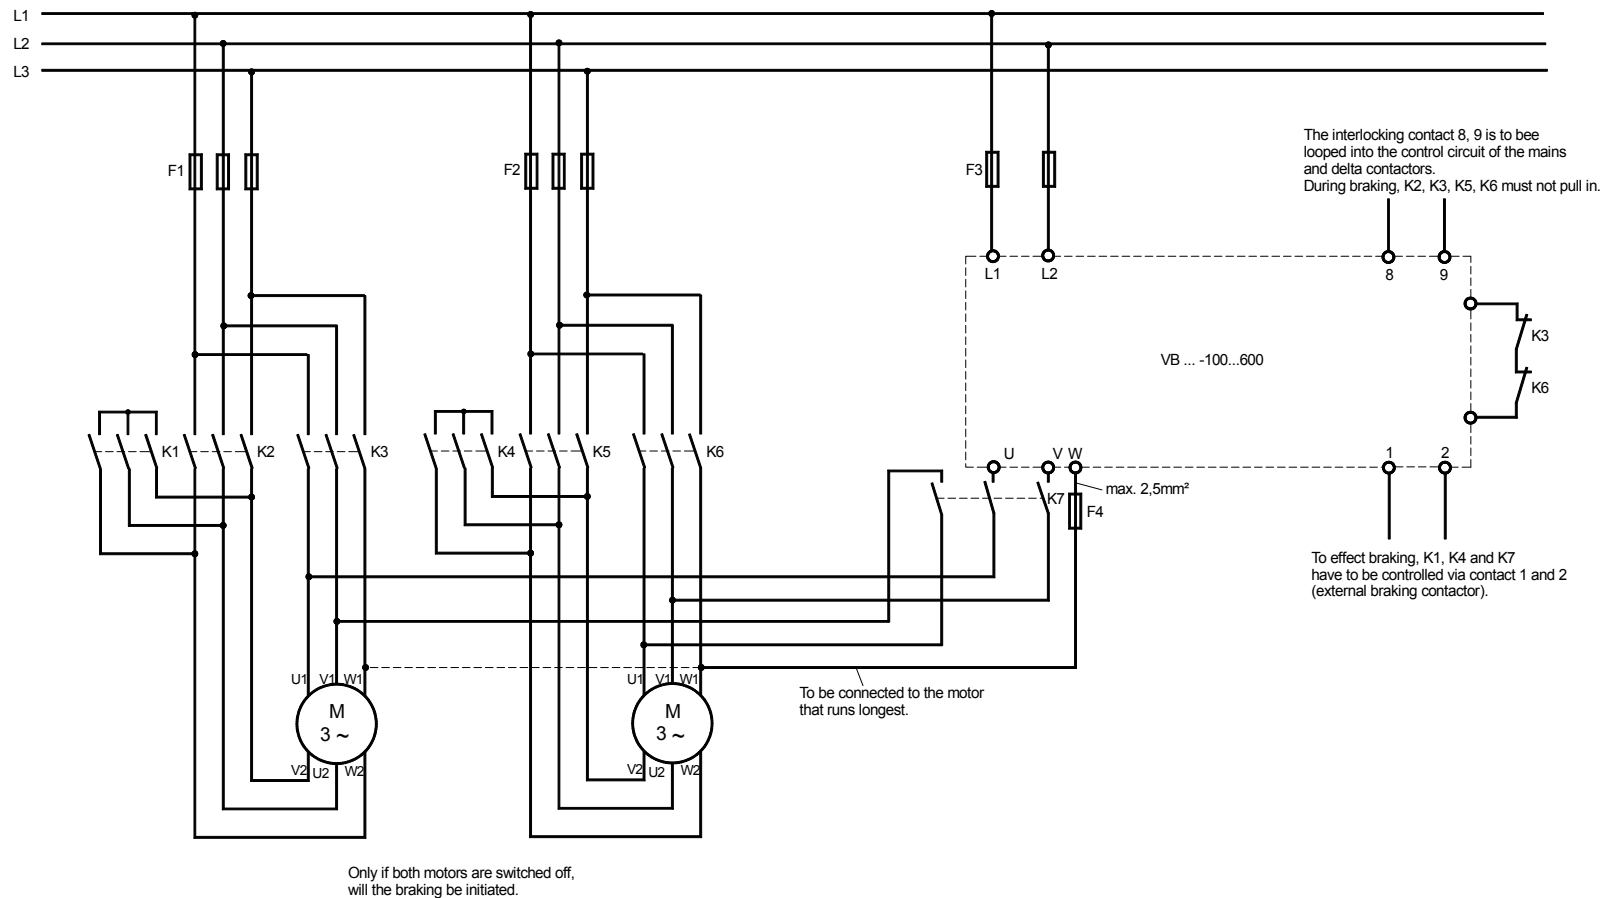 L1
L2
L3
The interlocking contact 8, 9 is to bee
looped into the control circuit of the mains
and delta contactors.
During braking, K2, K3, K5, K6 must not pull in.
F1
F2
F3
L1
L2
8
9
K3
VB ... -100...600
K6
K1
K2
K3
K4
K5
K6
U
V
W
1
2
max. 2,5mm²
K7
F4
To effect braking, K1, K4 and K7
have to be controlled via contact 1 and 2
(external braking contactor).
U1
V1
W1
U1
V1
W1
To be connected to the motor
that runs longest.
M
3 ~
M
3 ~
V2
U2
W2
V2
U2
W2
Only if both motors are switched off,
will the braking be initiated.